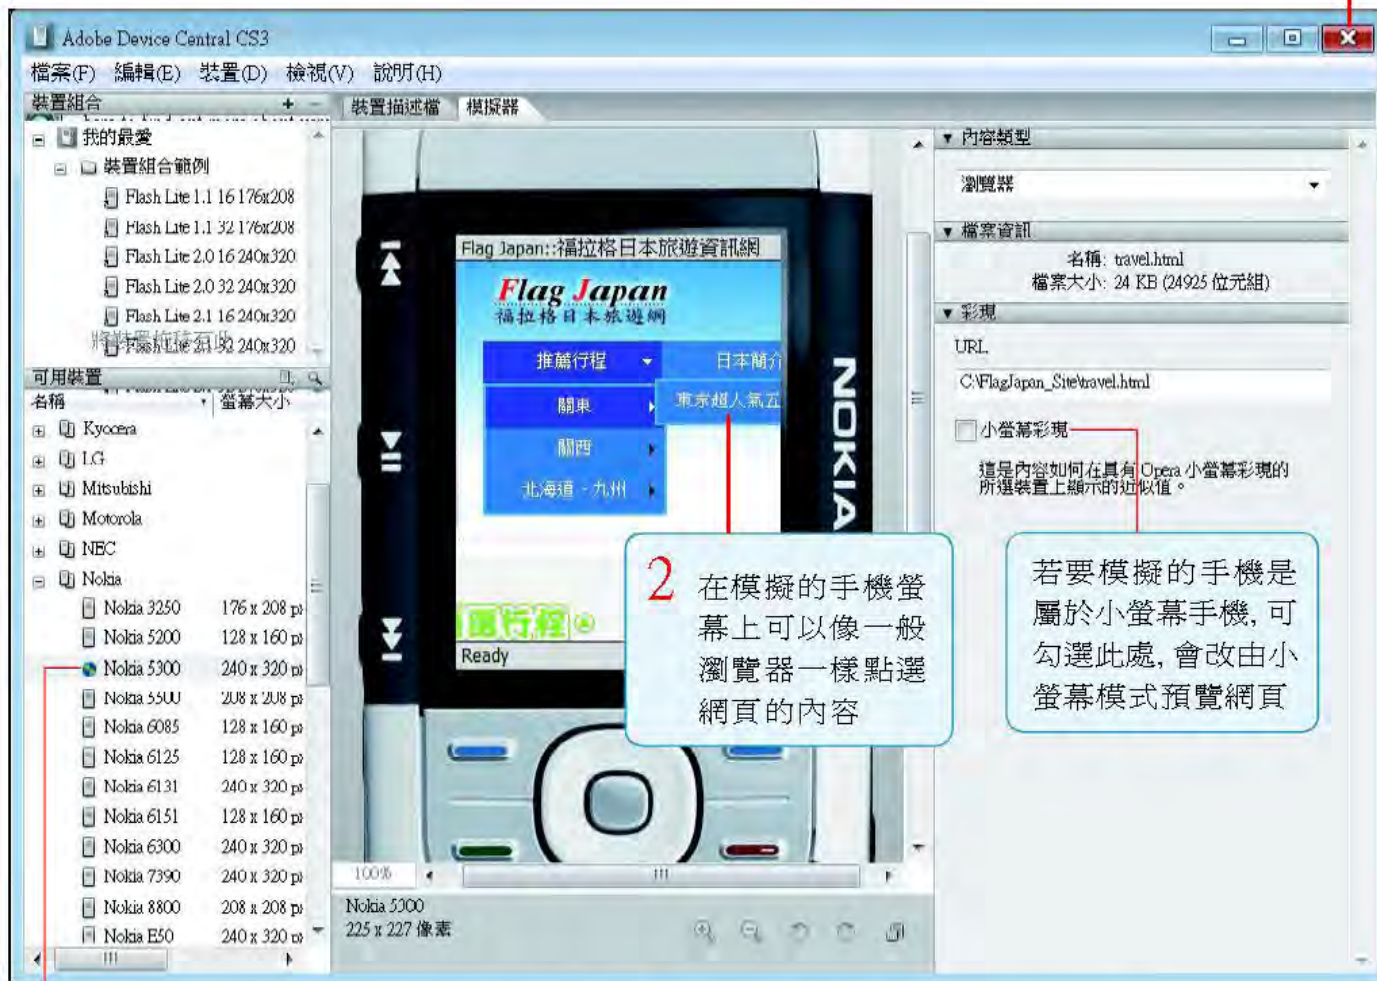 Adobe Device Central CS3
檔案(F) 編輯(E) 裝置(D) 檢視(V) 說明(H)
裝置組合
我的最愛
裝置組合範例
Flash Lite 1.1 16 176x208
Flash Lite 1.1 32 176x208
Flash Lite 2.0 16 240x320
Flash Lite 2.0 32 240x320
Flash Lite 2.1 16 240x320
Flash Lite 2.1 32 240x320
可用裝置
名稱 螢幕大小
Kyocera
LG
Mitsubishi
Motorola
NEC
Nokia
Nokia 3250 176 x 208 p
Nokia 5200 128 x 160 p
Nokia 5300 240 x 320 p
Nokia 5500 208 x 208 p
Nokia 6085 128 x 160 p
Nokia 6125 128 x 160 p
Nokia 6131 240 x 320 p
Nokia 6151 128 x 160 p
Nokia 6300 240 x 320 p
Nokia 7390 240 x 320 p
Nokia 8800 208 x 208 p
Nokia E50 240 x 320 p
裝置描述檔 模擬器
Flag Japan::福拉格日本旅遊資訊網
Flag Japan
福拉格日本旅遊網
推薦行程 日本簡介
關東 東京超人氣五
關西
北海道、九州
選行程
Ready
NOKIA
2 在模擬的手機螢
幕上可以像一般
瀏覽器一樣點選
網頁的內容
100%
Nokia 5300
225 x 227 像素
內容類型
瀏覽器
檔案資訊
名稱: travel.html
檔案大小: 24 KB (24925 位元組)
彩現
URL
C:\FlagJapan_Site\travel.html
小螢幕彩現
這是內容如何在具有 Opera 小螢幕彩現的
所選裝置上顯示的近似值。
若要模擬的手機是
屬於小螢幕手機, 可
勾選此處, 會改由小
螢幕模式預覽網頁